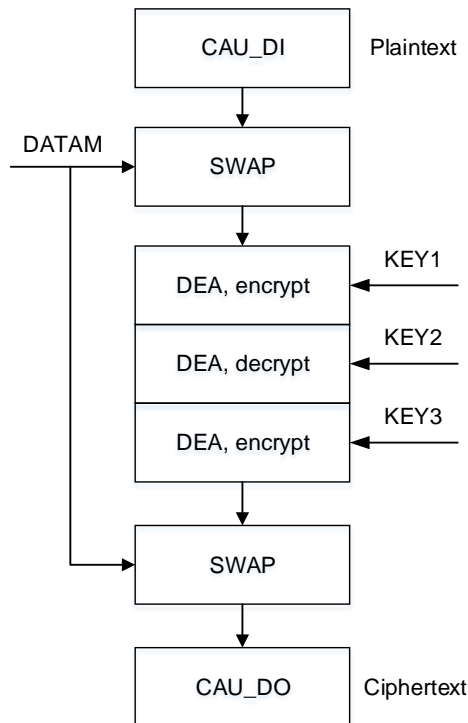 CAU_DI
Plaintext
DATAM
SWAP
KEY1
DEA, encrypt
KEY2
DEA, decrypt
KEY3
DEA, encrypt
SWAP
CAU_DO
Ciphertext